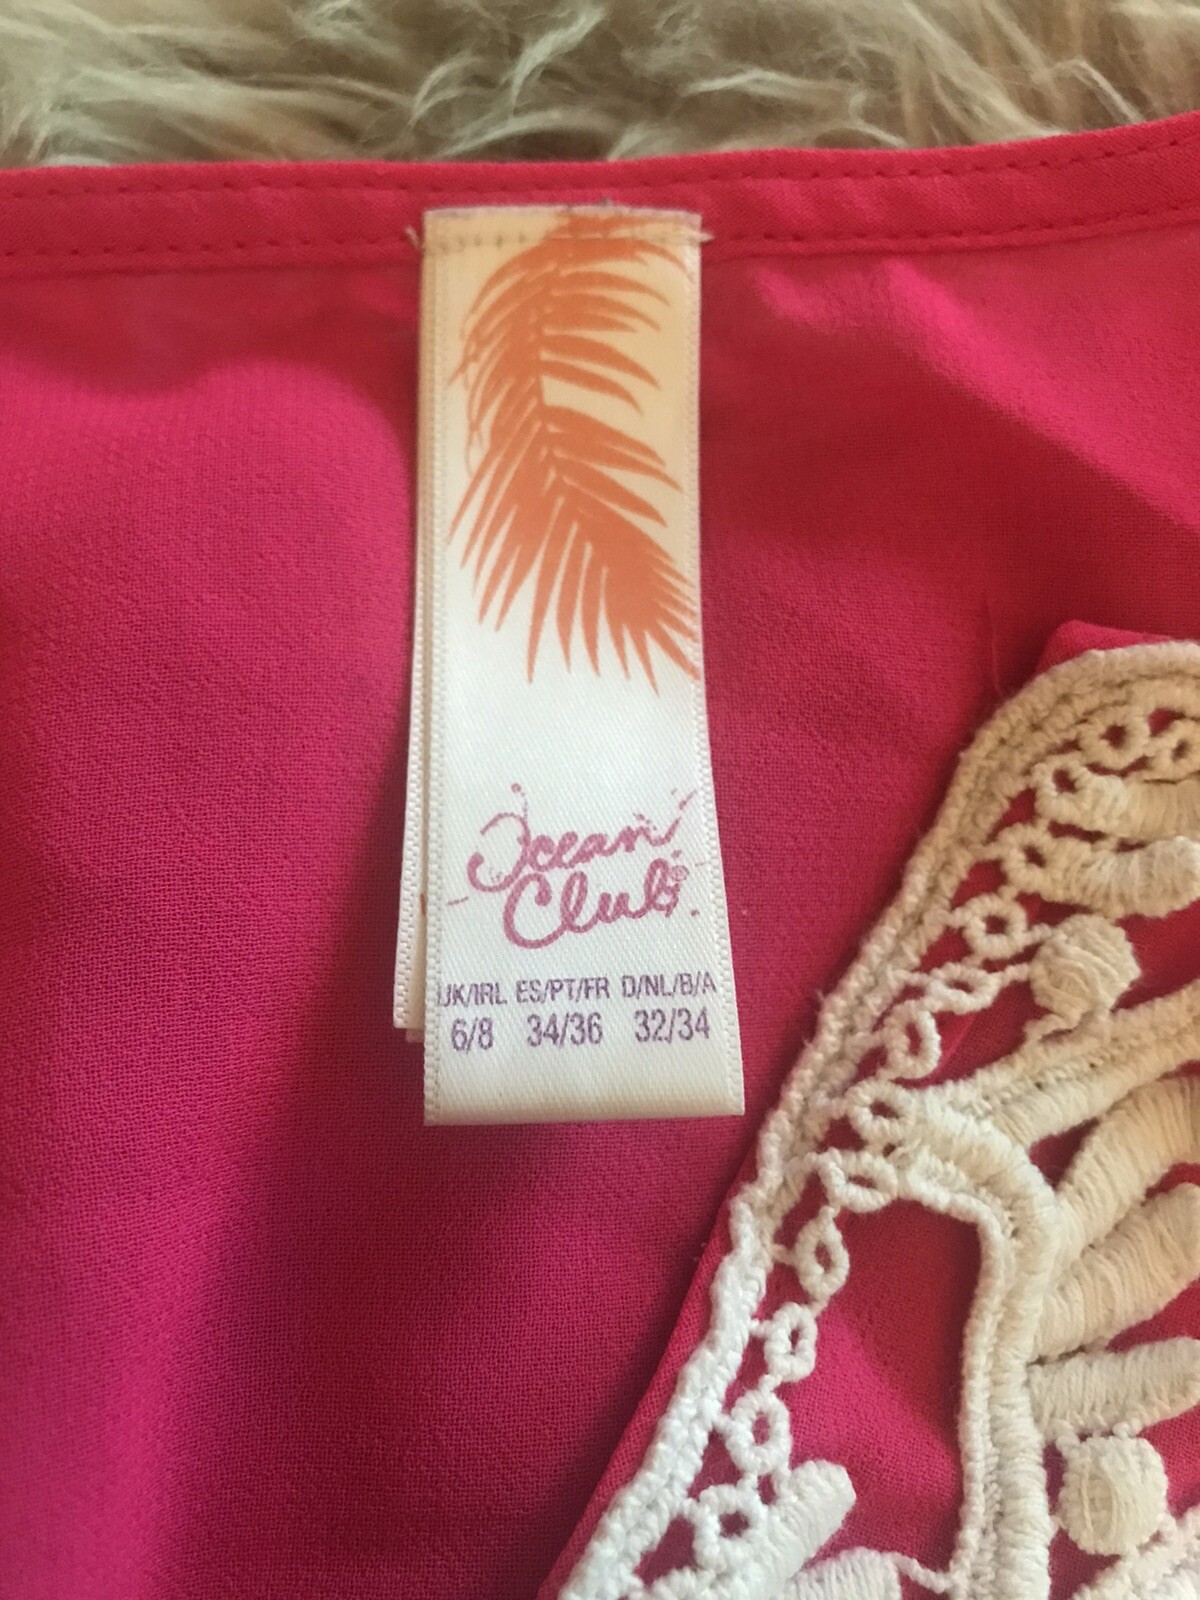 Ocean
Club®
UK/IRL ES/PT/FR D/NL/B/A
6/8 34/36 32/34